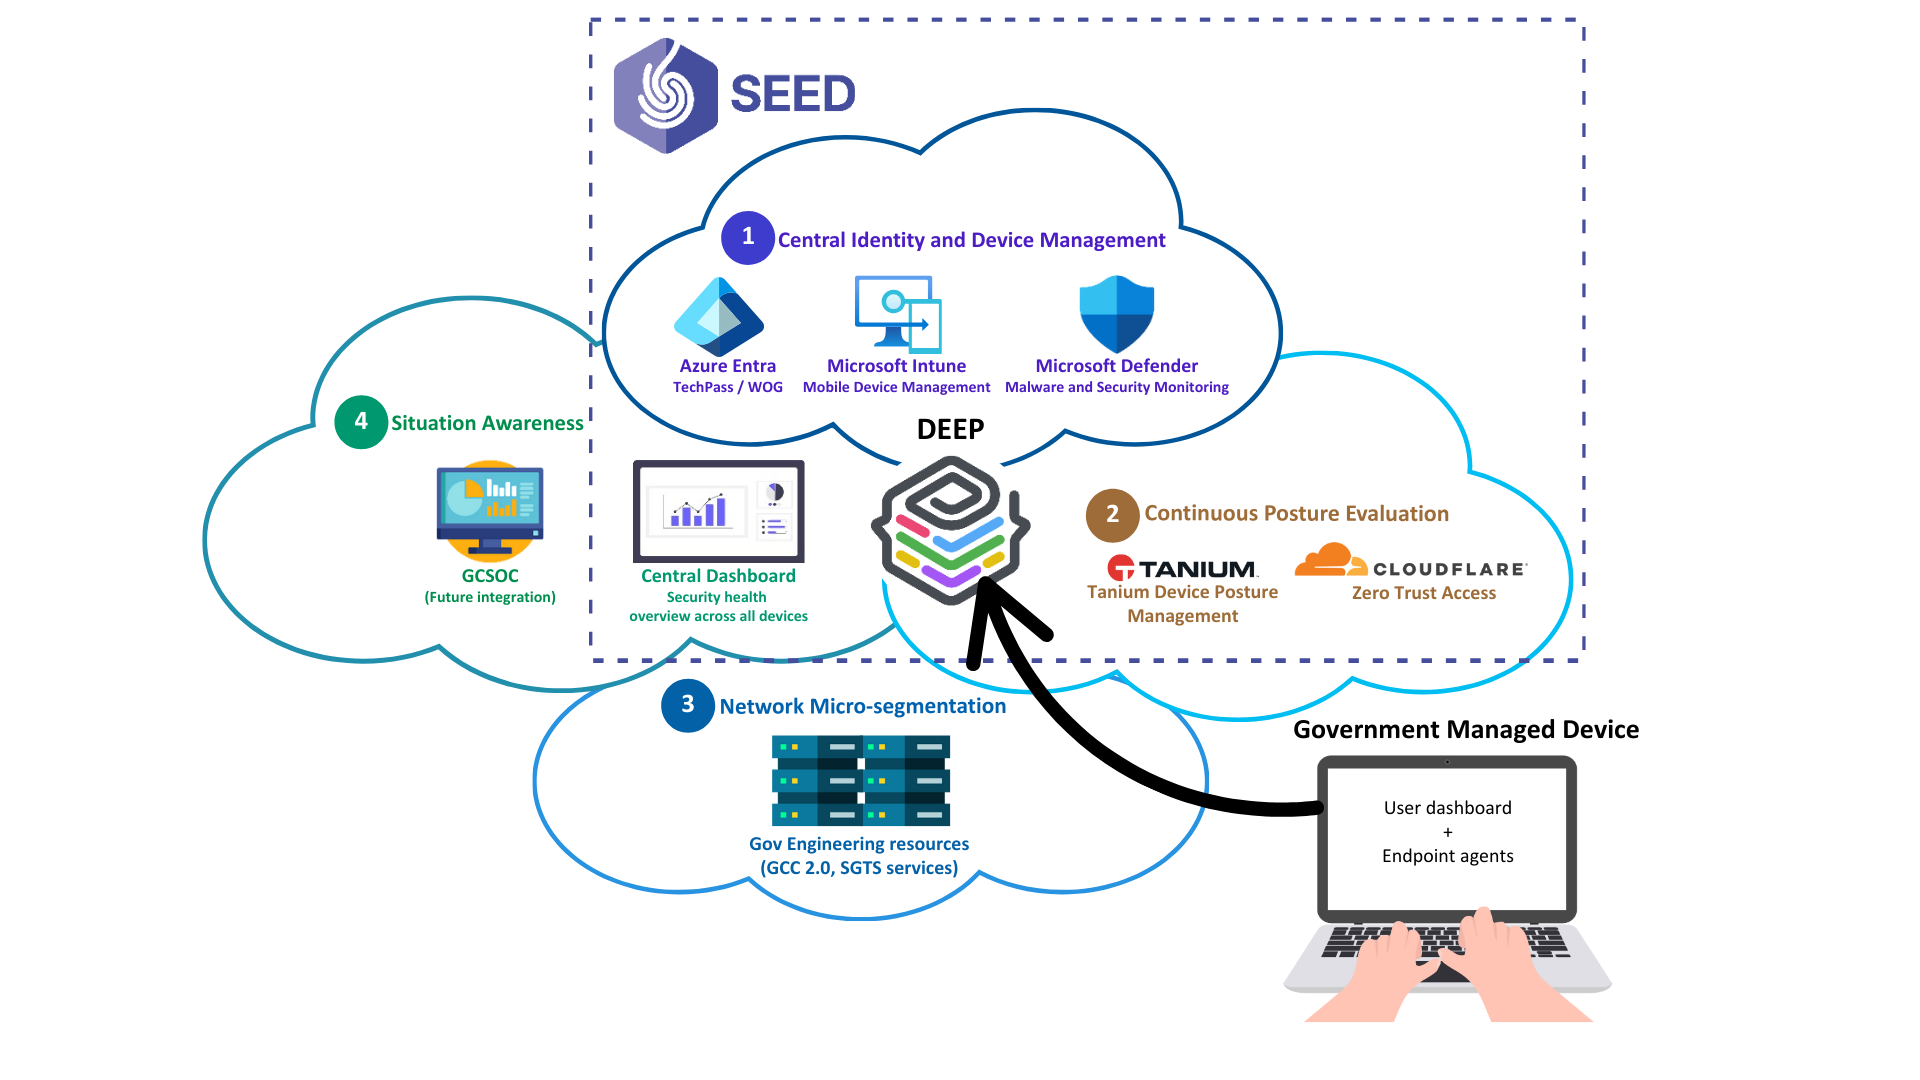 SEED
1
Central Identity and Device Management
Azure Entra
TechPass / WOG
Microsoft Intune
Mobile Device Management
Microsoft Defender
Malware and Security Monitoring
DEEP
4
Situation Awareness
GCSOC
(Future integration)
Central Dashboard
Security health
overview across all devices
2
Continuous Posture Evaluation
TANIUM
Tanium Device Posture
Management
CLOUDFLARE
Zero Trust Access
3
Network Micro-segmentation
Gov Engineering resources
(GCC 2.0, SGTS services)
Government Managed Device
User dashboard
+
Endpoint agents